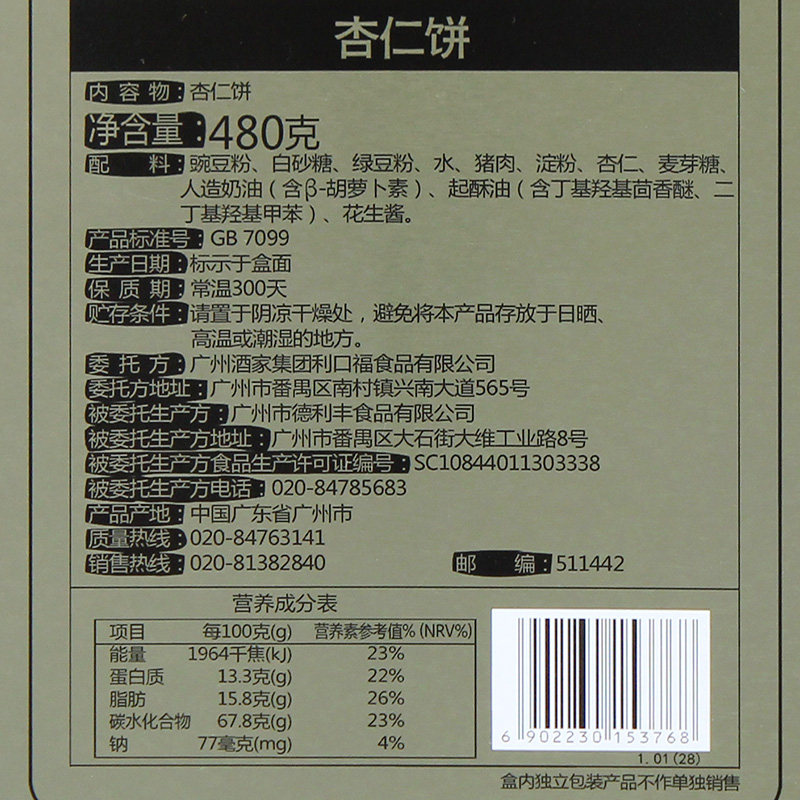 杏仁饼
内容物：杏仁饼
净含量：480克
配料：豌豆粉、白砂糖、绿豆粉、水、猪肉、淀粉、杏仁、麦芽糖、
人造奶油（含β-胡萝卜素）、起酥油（含丁基羟基茴香醚、二
丁基羟基甲苯）、花生酱。
产品标准号：GB 7099
生产日期：标示于盒面
保质期：常温300天
贮存条件：请置于阴凉干燥处，避免将本产品存放于日晒、
高温或潮湿的地方。
委托方：广州酒家集团利口福食品有限公司
委托方地址：广州市番禺区南村镇兴南大道565号
被委托生产方：广州市德利丰食品有限公司
被委托生产方地址：广州市番禺区大石街大维工业路8号
被委托生产方食品生产许可证编号：SC10844011303338
被委托生产方电话：020-84785683
产品产地：中国广东省广州市
质量热线：020-84763141
销售热线：020-81382840 邮编：511442
营养成分表
项目 每100克(g) 营养素参考值% (NRV%)
能量 1964千焦(kJ) 23%
蛋白质 13.3克(g) 22%
脂肪 15.8克(g) 26%
碳水化合物 67.8克(g) 23%
钠 77毫克(mg) 4%
6 902230 153768
1.01(28)
盒内独立包装产品不作单独销售